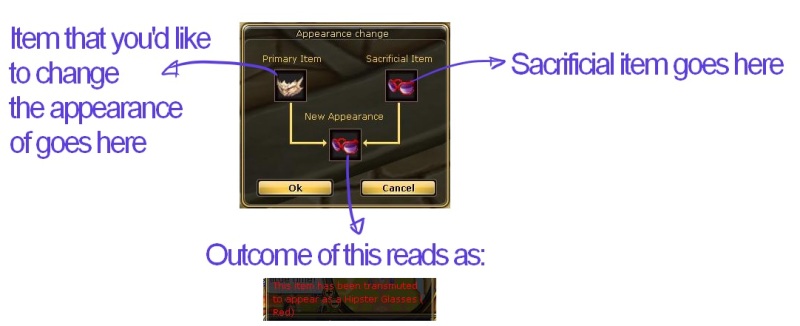 Item that you'd like
to change
the appearance
of goes here
Appearance change
Primary Item
Sacrificial Item
New Appearance
Ok
Cancel
Sacrificial item goes here
Outcome of this reads as:
This item has been transmuted
to appear as a Hipster Glasses (
Red)